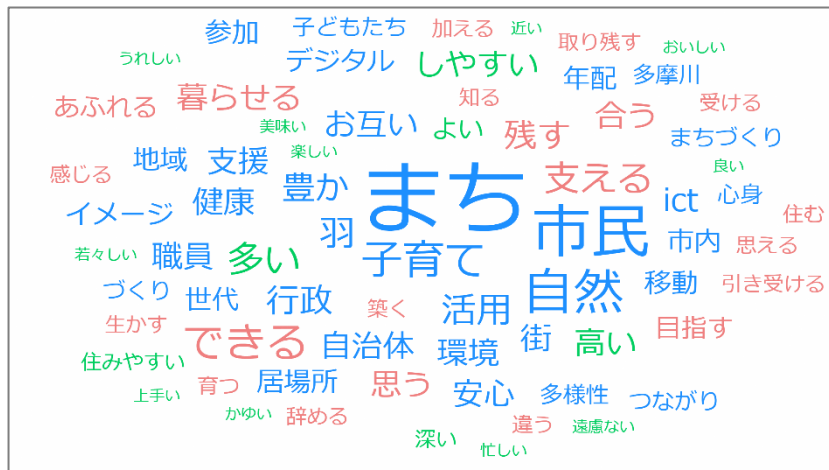 参加 子どもたち 加える 近い
うれしい デジタル しやすい 取り残す おいしい
年配 多摩川
あふれる 暮らせる 知る 受ける
美味い お互い よい 残す 合う まちづくり
感じる 地域 支援 楽しい 良い
イメージ 健康 豊か まち 支える ict 心身
羽 市民 住む
若々しい 職員 多い 子育て 市内 思える
づくり 世代 行政 築く 活用 自然 移動 引き受ける
生かす できる 自治体 環境 街 高い 目指す
住みやすい
上手い 育つ 居場所 思う 安心 多様性 つながり
かゆい 辞める 違う 遠慮ない
深い 忙しい